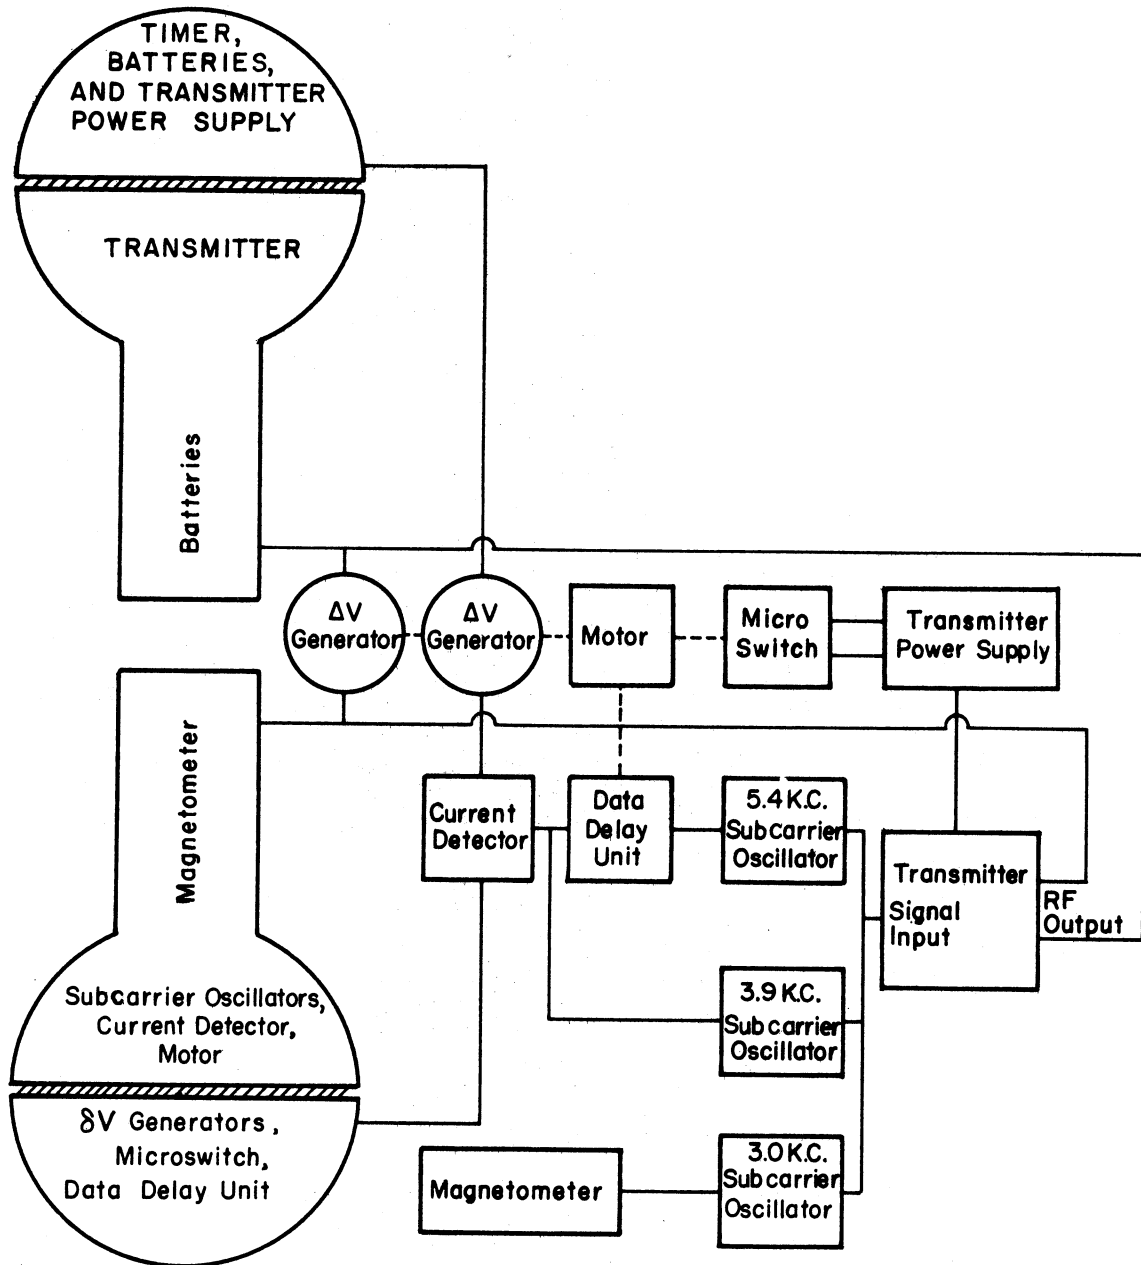 TIMER,
BATTERIES,
AND TRANSMITTER
POWER SUPPLY
TRANSMITTER
Batteries
ΔV
Generator
ΔV
Generator
Motor
Micro
Switch
Transmitter
Power Supply
Magnetometer
Current
Detector
Data
Delay
Unit
5.4 K.C.
Subcarrier
Oscillator
Transmitter
Signal
Input
RF
Output
3.9 K.C.
Subcarrier
Oscillator
Subcarrier Oscillators,
Current Detector,
Motor
δV Generators,
Microswitch,
Data Delay Unit
Magnetometer
3.0 K.C.
Subcarrier
Oscillator